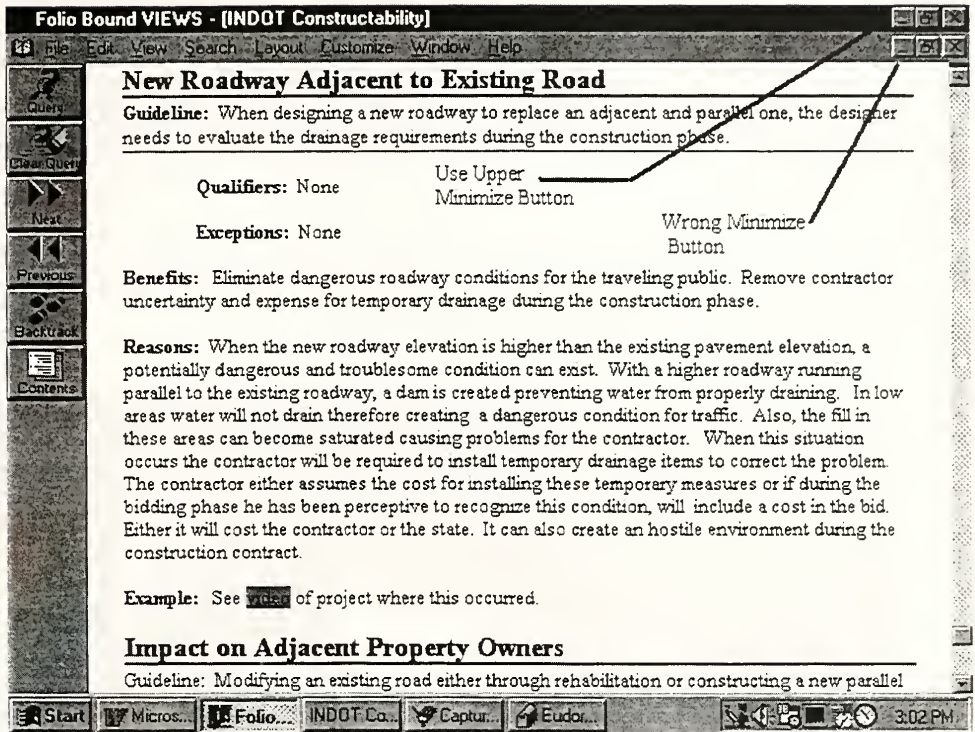 Folio Bound VIEWS - [INDOT Constructability]
File Edit View Search Layout Customize Window Help
Query
Clear Query
Next
Previous
Backtrack
Contents
New Roadway Adjacent to Existing Road
Guideline: When designing a new roadway to replace an adjacent and parallel one, the designer
needs to evaluate the drainage requirements during the construction phase.
Use Upper
Minimize Button
Qualifiers: None
Wrong Minimize
Button
Exceptions: None
Benefits: Eliminate dangerous roadway conditions for the traveling public. Remove contractor
uncertainty and expense for temporary drainage during the construction phase.
Reasons: When the new roadway elevation is higher than the existing pavement elevation, a
potentially dangerous and troublesome condition can exist. With a higher roadway running
parallel to the existing roadway, a dam is created preventing water from properly draining. In low
areas water will not drain therefore creating a dangerous condition for traffic. Also, the fill in
these areas can become saturated causing problems for the contractor. When this situation
occurs the contractor will be required to install temporary drainage items to correct the problem.
The contractor either assumes the cost for installing these temporary measures or if during the
bidding phase he has been perceptive to recognize this condition, will include a cost in the bid.
Either it will cost the contractor or the state. It can also create an hostile environment during the
construction contract.
Example: See video of project where this occurred.
Impact on Adjacent Property Owners
Guideline: Modifying an existing road either through rehabilitation or constructing a new parallel
Start Micros... Folio... INDOT Co... Captur... Eudor... 3:02 PM